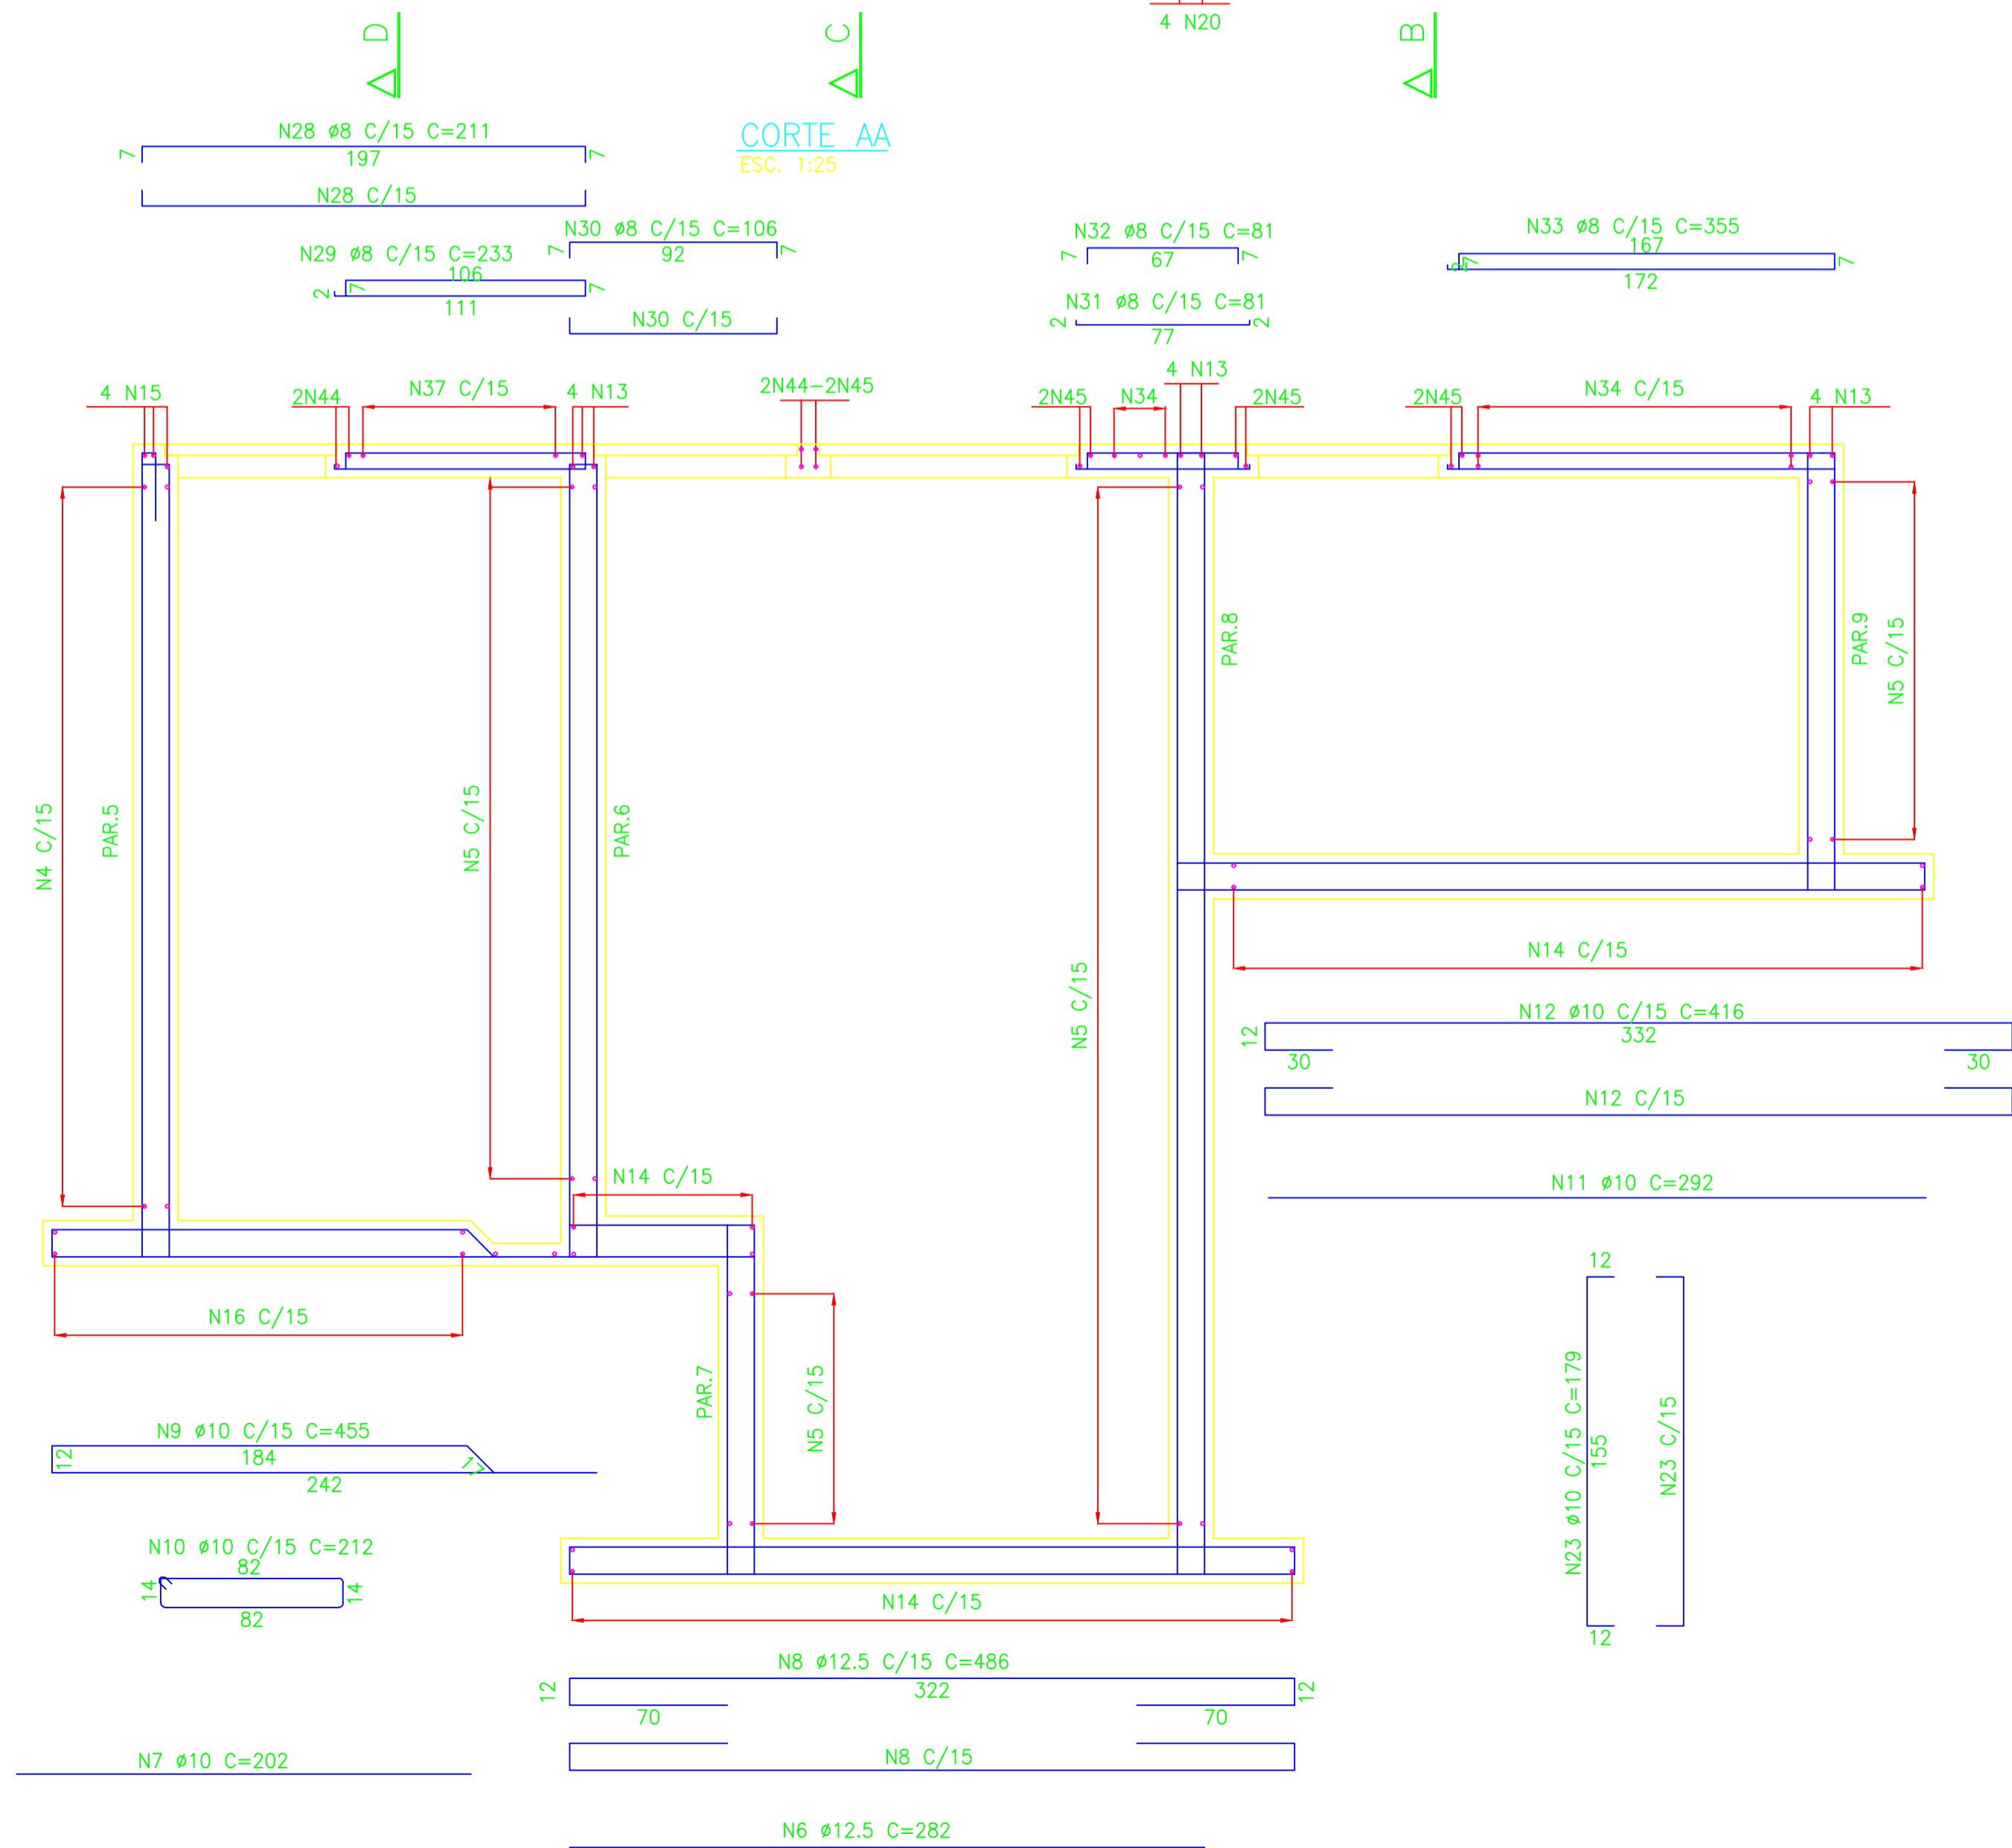 4 N20
D
C
B
N28 ø8 C/15 C=211
7
197
7
CORTE AA
ESC. 1:25
N28 C/15
N30 ø8 C/15 C=106
7
92
7
N32 ø8 C/15 C=81
7
67
7
N33 ø8 C/15 C=355
167
7
2
7
172
N29 ø8 C/15 C=233
106
2
7
7
111
N30 C/15
N31 ø8 C/15 C=81
2
77
2
4 N15
2N44
N37 C/15
4 N13
2N44-2N45
2N45
N34
4 N13
2N45
2N45
N34 C/15
4 N13
N4 C/15
PAR.5
N5 C/15
PAR.6
N5 C/15
PAR.8
PAR.9
N5 C/15
N14 C/15
N12 ø10 C/15 C=416
12
332
30
30
N12 C/15
N11 ø10 C=292
N14 C/15
N16 C/15
PAR.7
N5 C/15
12
N23 ø10 C/15 C=179
155
N23 C/15
12
N9 ø10 C/15 C=455
12
184
17
242
N10 ø10 C/15 C=212
82
14
14
82
N14 C/15
N8 ø12.5 C/15 C=486
12
322
12
70
70
N8 C/15
N7 ø10 C=202
N6 ø12.5 C=282